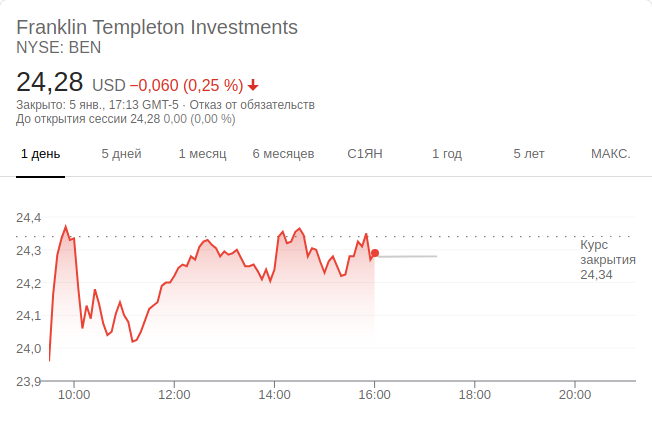 Franklin Templeton Investments
NYSE: BEN
24,28 USD −0,060 (0,25 %)
Закрыто: 5 янв., 17:13 GMT-5 · Отказ от обязательств
До открытия сессии 24,28 0,00 (0,00 %)
1 день 5 дней 1 месяц 6 месяцев С1ЯН 1 год 5 лет МАКС.
24,4
24,3
24,2
24,1
24,0
23,9
Курс
закрытия
24,34
10:00 12:00 14:00 16:00 18:00 20:00